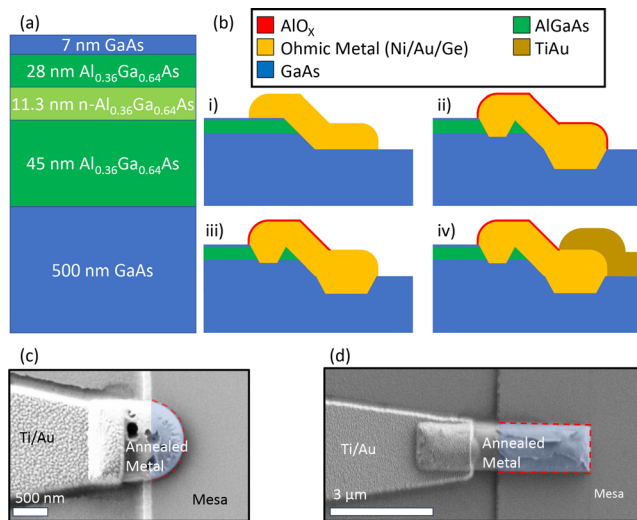 (a)
7 nm GaAs
28 nm Al0.36Ga0.64As
11.3 nm n-Al0.36Ga0.64As
45 nm Al0.36Ga0.64As
500 nm GaAs
(b)
AlOx
Ohmic Metal (Ni/Au/Ge)
GaAs
AlGaAs
TiAu
i)
ii)
iii)
iv)
(c)
Ti/Au
Annealed
Metal
Mesa
500 nm
(d)
Ti/Au
Annealed
Metal
Mesa
3 μm